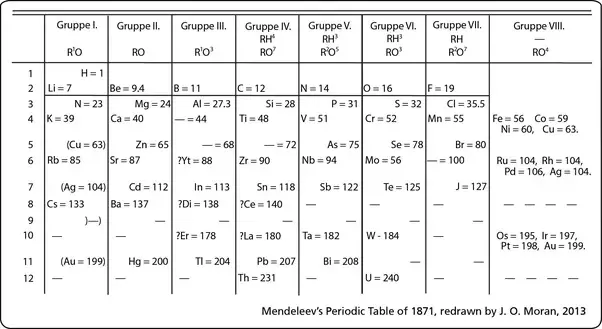 Gruppe I. Gruppe II. Gruppe III. Gruppe IV. Gruppe V. Gruppe VI. Gruppe VII. Gruppe VIII.
RH⁴ RH³ RH³ RH —
R¹O RO R¹O³ RO⁷ R²O⁵ RO³ R²O⁷ RO⁴
1 H = 1
2 Li = 7 Be = 9.4 B = 11 C = 12 N = 14 O = 16 F = 19
3 N = 23 Mg = 24 Al = 27.3 Si = 28 P = 31 S = 32 Cl = 35.5
4 K = 39 Ca = 40 — = 44 Ti = 48 V = 51 Cr = 52 Mn = 55 Fe = 56 Co = 59
Ni = 60, Cu = 63.
5 (Cu = 63) Zn = 65 — = 68 — = 72 As = 75 Se = 78 Br = 80
6 Rb = 85 Sr = 87 ?Yt = 88 Zr = 90 Nb = 94 Mo = 56 — = 100 Ru = 104, Rh = 104,
Pd = 106, Ag = 104.
7 (Ag = 104) Cd = 112 In = 113 Sn = 118 Sb = 122 Te = 125 J = 127
8 Cs = 133 Ba = 137 ?Di = 138 ?Ce = 140 — — — — — — —
9 )—) — — — — — —
10 — — ?Er = 178 ?La = 180 Ta = 182 W - 184 — Os = 195, Ir = 197,
Pt = 198, Au = 199.
11 (Au = 199) Hg = 200 Tl = 204 Pb = 207 Bi = 208 — —
12 — — — Th = 231 — U = 240 — — — — —
Mendeleev's Periodic Table of 1871, redrawn by J. O. Moran, 2013